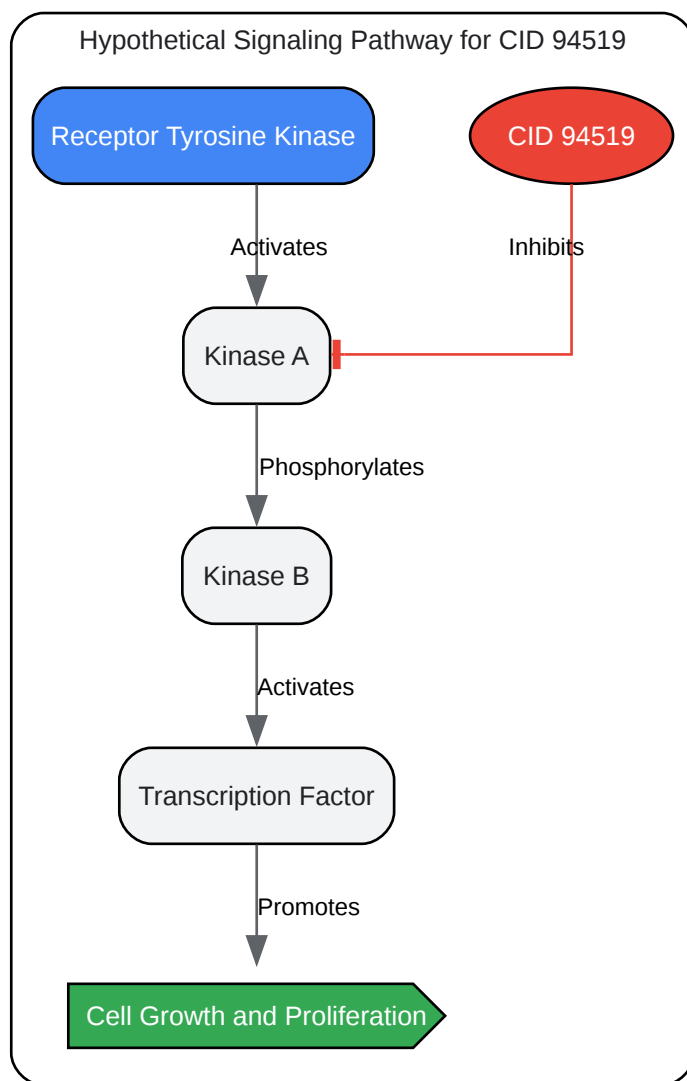 Hypothetical Signaling Pathway for CID 94519
Receptor Tyrosine Kinase
CID 94519
Activates
Inhibits
Kinase A
Phosphorylates
Kinase B
Activates
Transcription Factor
Promotes
Cell Growth and Proliferation